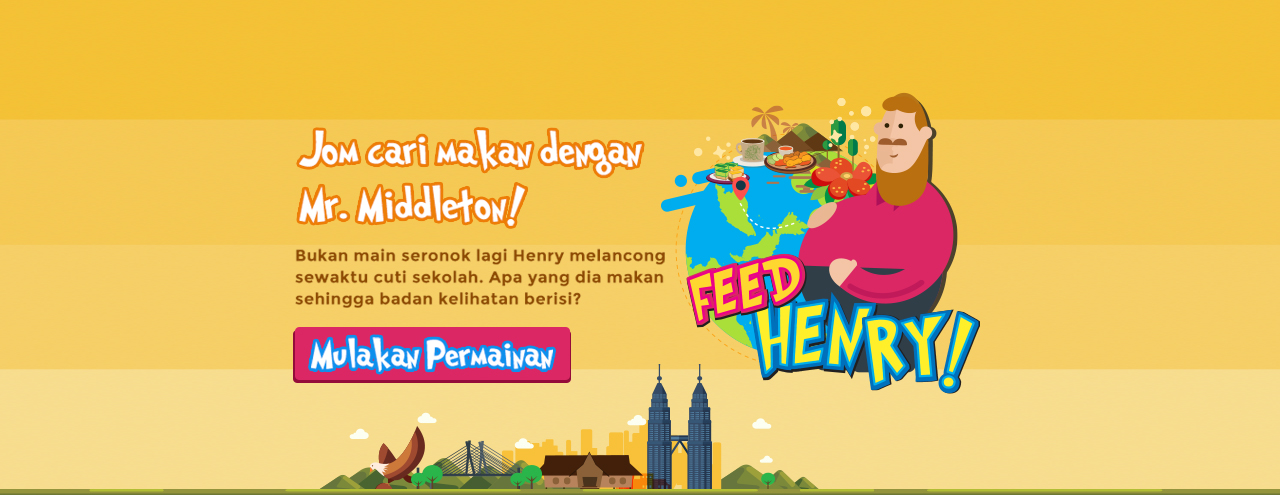 Jom cari makan dengan
Mr. Middleton!
Bukan main seronok lagi Henry melancong
sewaktu cuti sekolah. Apa yang dia makan
sehingga badan kelihatan berisi?
Mulakan Permainan
FEED
HENRY!